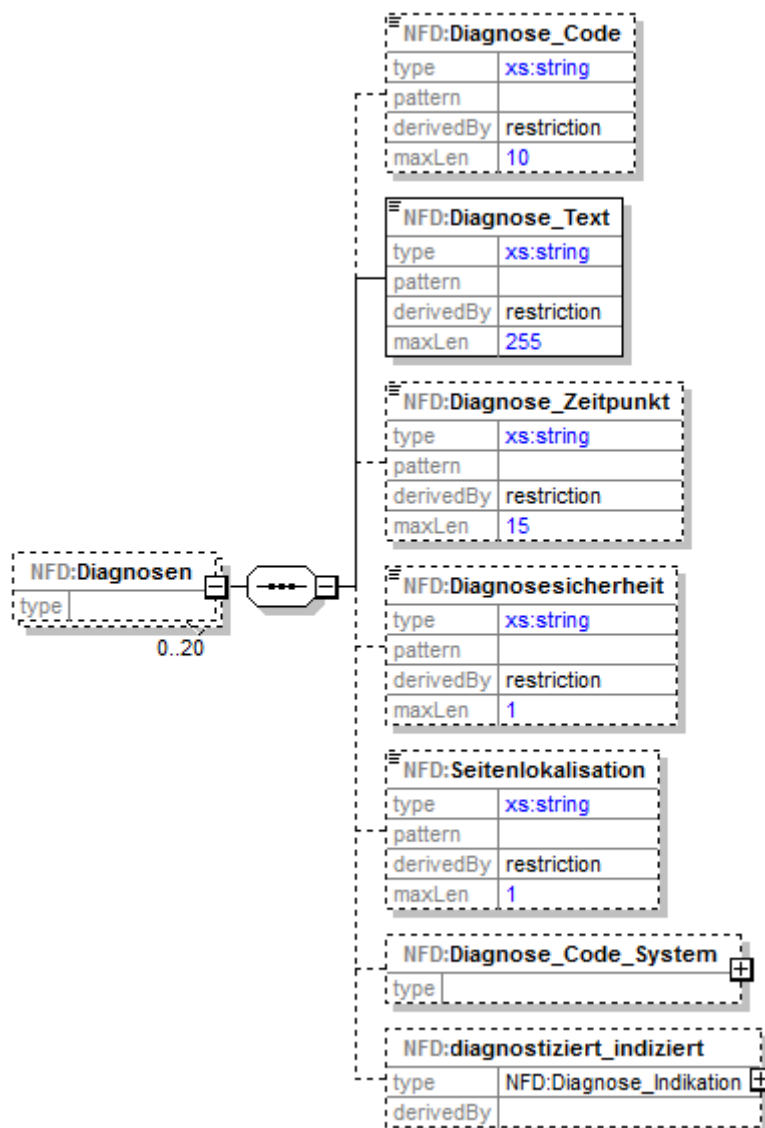 NFD:Diagnose_Code
type xs:string
pattern
derivedBy restriction
maxLen 10
NFD:Diagnose_Text
type xs:string
pattern
derivedBy restriction
maxLen 255
NFD:Diagnose_Zeitpunkt
type xs:string
pattern
derivedBy restriction
maxLen 15
NFD:Diagnosen
type
0..20
NFD:Diagnosesicherheit
type xs:string
pattern
derivedBy restriction
maxLen 1
NFD:Seitenlokalisation
type xs:string
pattern
derivedBy restriction
maxLen 1
NFD:Diagnose_Code_System
type
NFD:diagnostiziert_indiziert
type NFD:Diagnose_Indikation
derivedBy